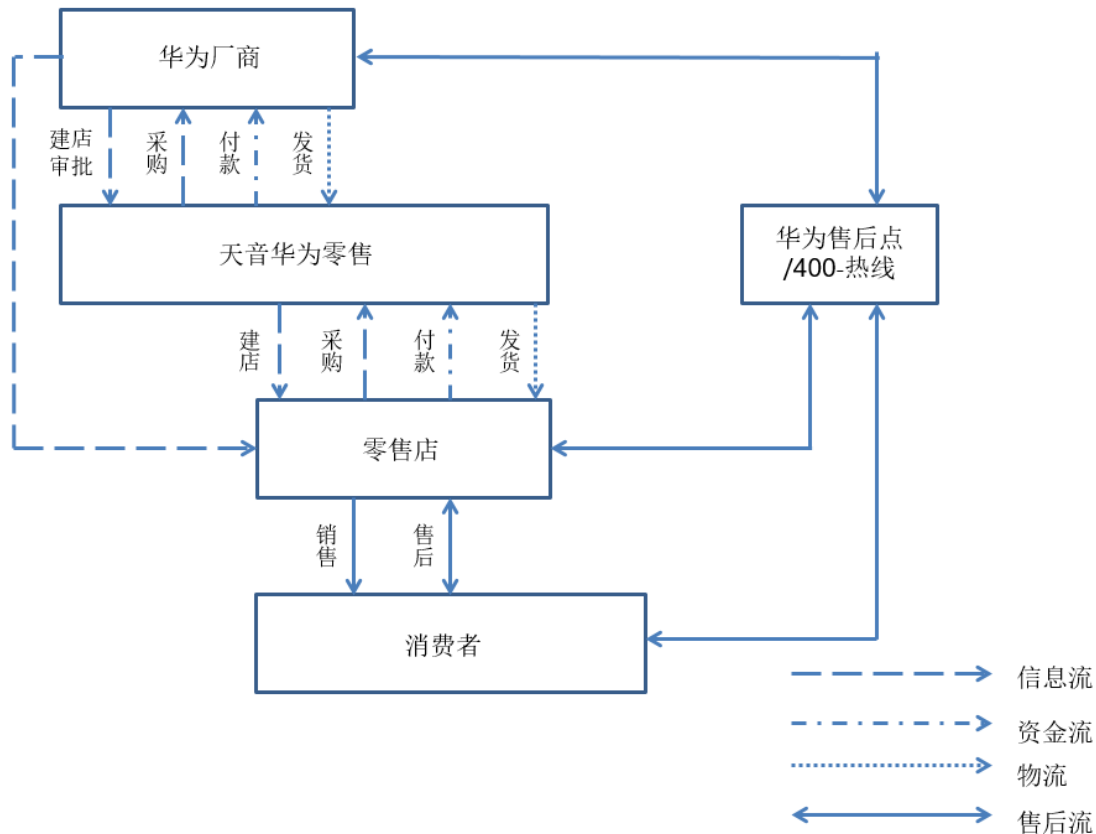 华为厂商
建店
审批
采
购
付
款
发
货
天音华为零售
华为售后点
/400-热线
建
店
采
购
付
款
发
货
零售店
销
售
售
后
消费者
信息流
资金流
物流
售后流